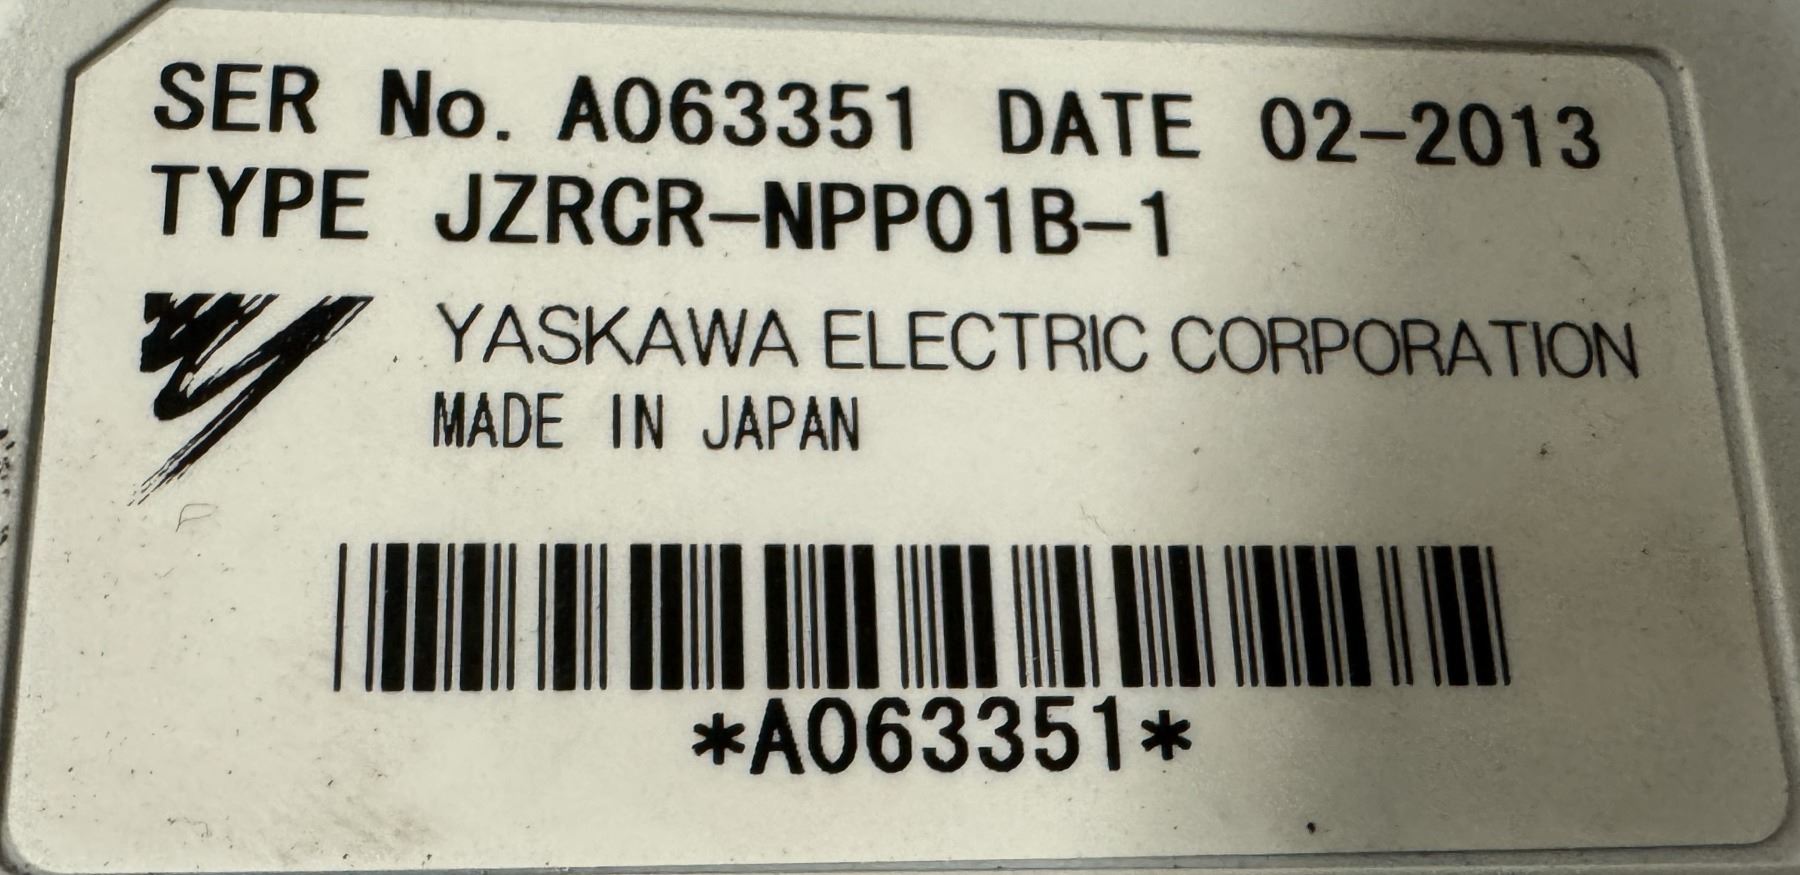 SER No. A063351 DATE 02-2013
TYPE JZRCR-NPP01B-1
YASKAWA ELECTRIC CORPORATION
MADE IN JAPAN
*A063351*